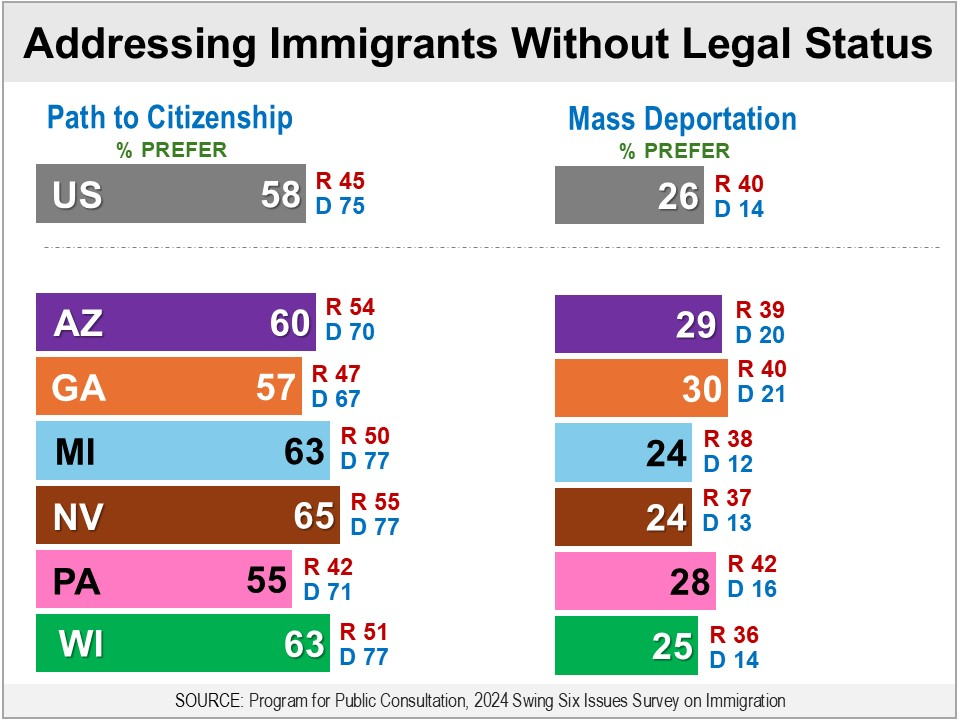 Addressing Immigrants Without Legal Status
Path to Citizenship
% PREFER
Mass Deportation
% PREFER
US 58 R 45
D 75
26 R 40
D 14
AZ 60 R 54
D 70
29 R 39
D 20
GA 57 R 47
D 67
30 R 40
D 21
MI 63 R 50
D 77
24 R 38
D 12
NV 65 R 55
D 77
24 R 37
D 13
PA 55 R 42
D 71
28 R 42
D 16
WI 63 R 51
D 77
25 R 36
D 14
SOURCE: Program for Public Consultation, 2024 Swing Six Issues Survey on Immigration